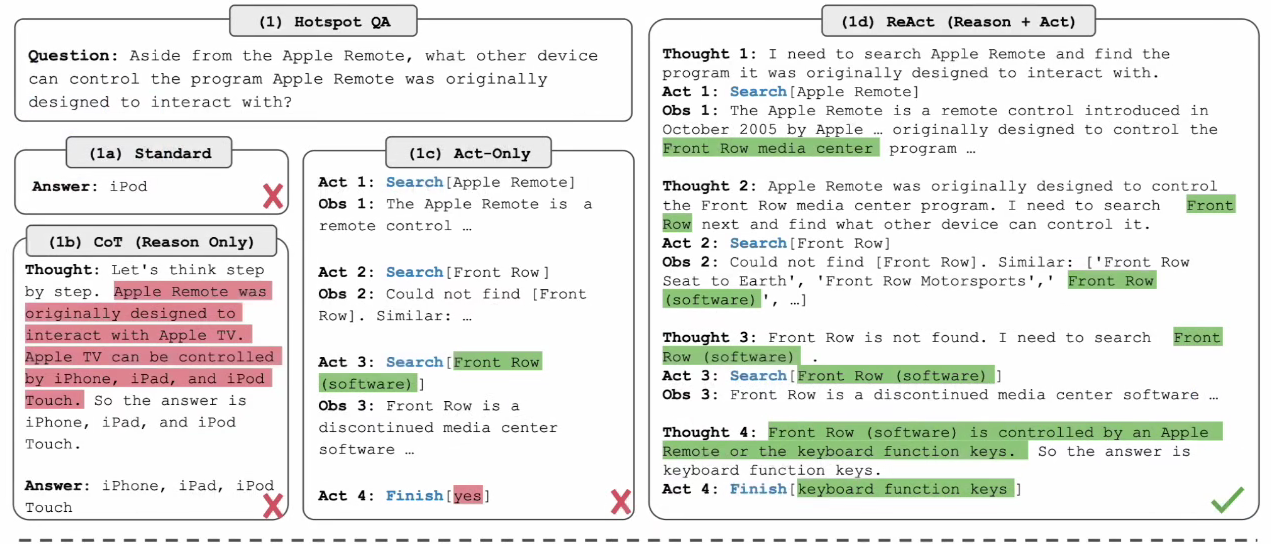 (1) Hotspot QA
Question: Aside from the Apple Remote, what other device
can control the program Apple Remote was originally
designed to interact with?
(1a) Standard
Answer: iPod
(1b) CoT (Reason Only)
Thought: Let's think step
by step. Apple Remote was
originally designed to
interact with Apple TV.
Apple TV can be controlled
by iPhone, iPad, and iPod
Touch. So the answer is
iPhone, iPad, and iPod
Touch.
Answer: iPhone, iPad, iPod
Touch
(1c) Act-Only
Act 1: Search[Apple Remote]
Obs 1: The Apple Remote is a
remote control …
Act 2: Search[Front Row]
Obs 2: Could not find [Front
Row]. Similar: …
Act 3: Search[Front Row
(software)]
Obs 3: Front Row is a
discontinued media center
software …
Act 4: Finish[yes]
(1d) ReAct (Reason + Act)
Thought 1: I need to search Apple Remote and find the
program it was originally designed to interact with.
Act 1: Search[Apple Remote]
Obs 1: The Apple Remote is a remote control introduced in
October 2005 by Apple … originally designed to control the
Front Row media center program …
Thought 2: Apple Remote was originally designed to control
the Front Row media center program. I need to search Front
Row next and find what other device can control it.
Act 2: Search[Front Row]
Obs 2: Could not find [Front Row]. Similar: ['Front Row
Seat to Earth', 'Front Row Motorsports',' Front Row
(software)', …]
Thought 3: Front Row is not found. I need to search Front
Row (software) .
Act 3: Search[Front Row (software)]
Obs 3: Front Row is a discontinued media center software …
Thought 4: Front Row (software) is controlled by an Apple
Remote or the keyboard function keys. So the answer is
keyboard function keys.
Act 4: Finish[keyboard function keys]